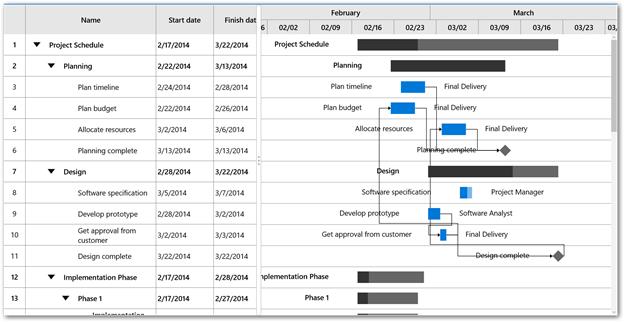 Name Start date Finish dat
February March
6 02/02 02/09 02/16 02/23 03/02 03/09 03/16 03/23 03/
1 Project Schedule 2/17/2014 3/22/2014 Project Schedule
2 Planning 2/22/2014 3/13/2014 Planning
3 Plan timeline 2/24/2014 2/28/2014 Plan timeline Final Delivery
4 Plan budget 2/22/2014 2/26/2014 Plan budget Final Delivery
5 Allocate resources 3/2/2014 3/6/2014 Allocate resources Final Delivery
6 Planning complete 3/13/2014 3/13/2014 Planning complete
7 Design 2/28/2014 3/22/2014 Design
8 Software specification 3/5/2014 3/7/2014 Software specification Project Manager
9 Develop prototype 2/28/2014 3/2/2014 Develop prototype Software Analyst
10 Get approval from customer 3/2/2014 3/3/2014 Get approval from customer Final Delivery
11 Design complete 3/22/2014 3/22/2014 Design complete
12 Implementation Phase 2/17/2014 2/28/2014 mplementation Phase
13 Phase 1 2/17/2014 2/27/2014 Phase 1
Implementation